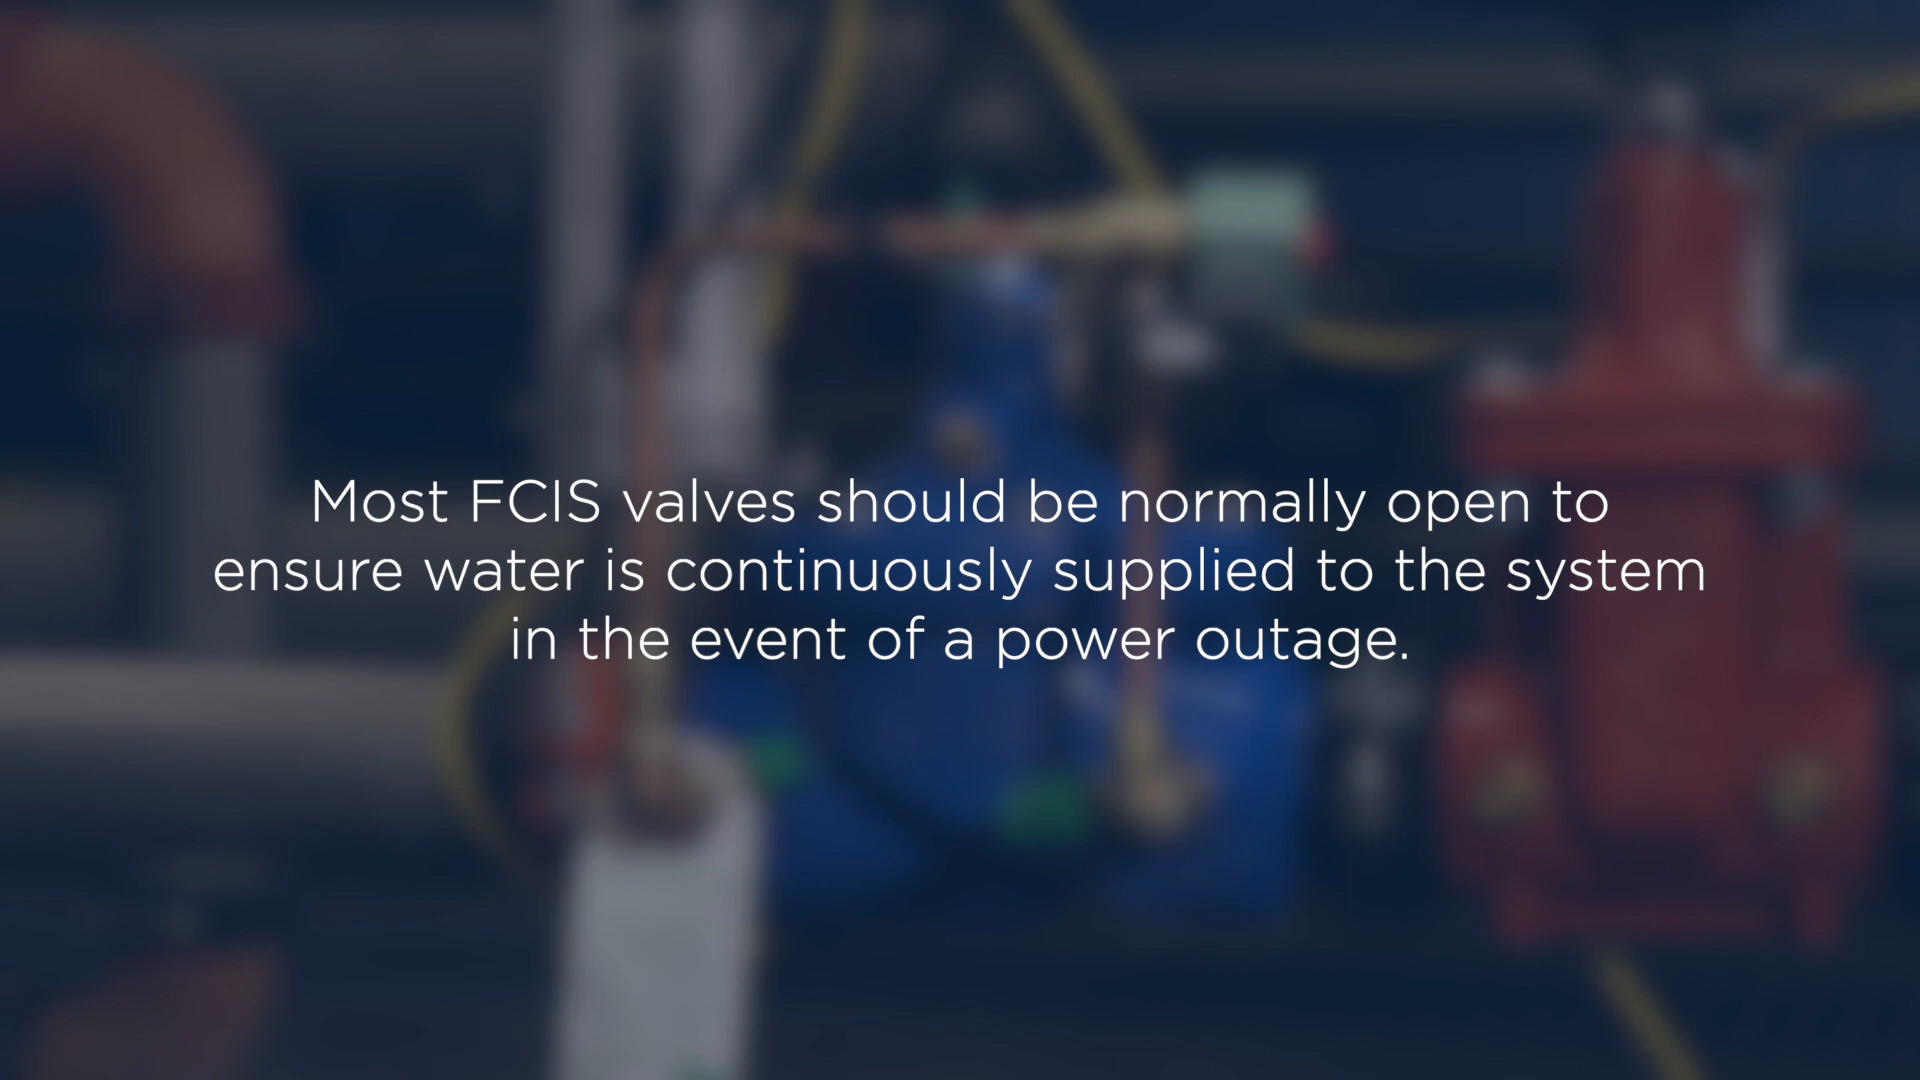 Most FCIS valves should be normally open to
ensure water is continuously supplied to the system
in the event of a power outage.